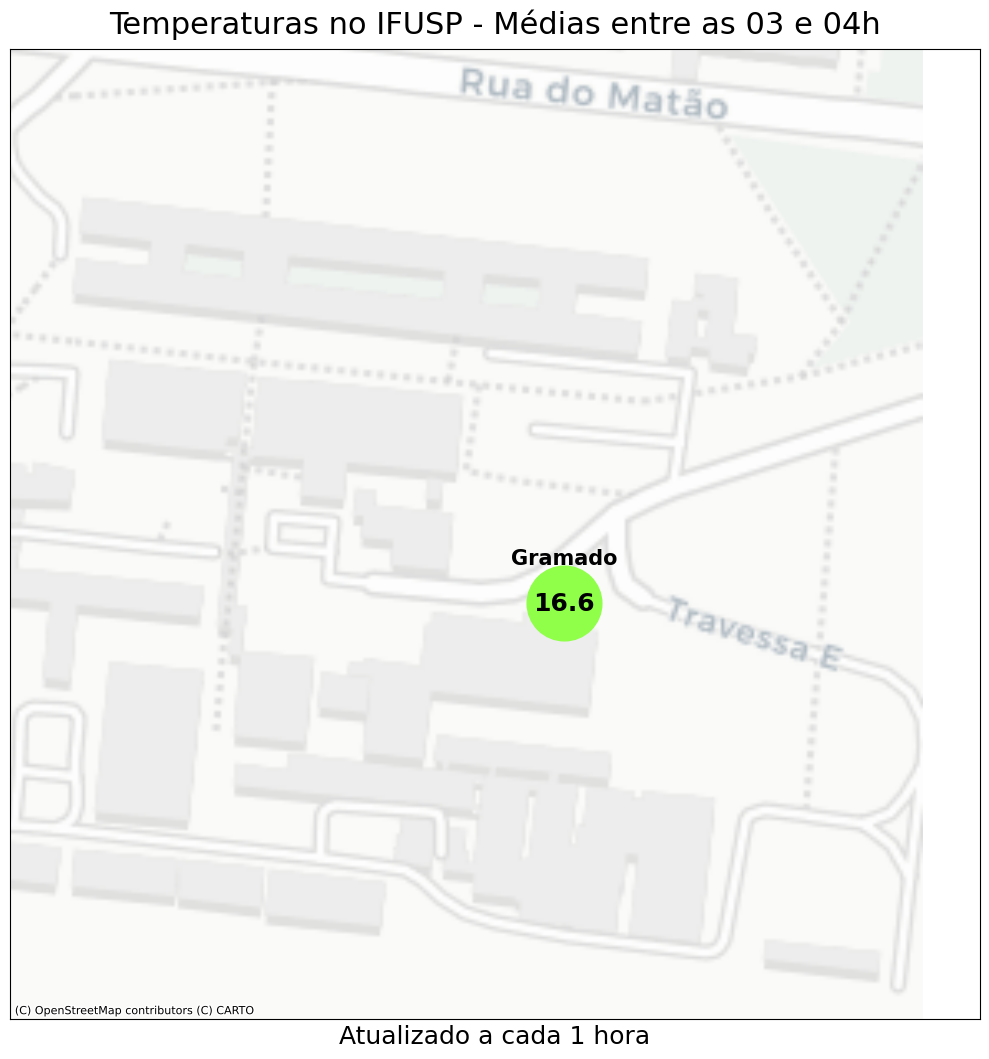 Temperaturas no IFUSP - Médias entre as 03 e 04h
Rua do Matão
Gramado
16.6
Travessa E
(C) OpenStreetMap contributors (C) CARTO
Atualizado a cada 1 hora